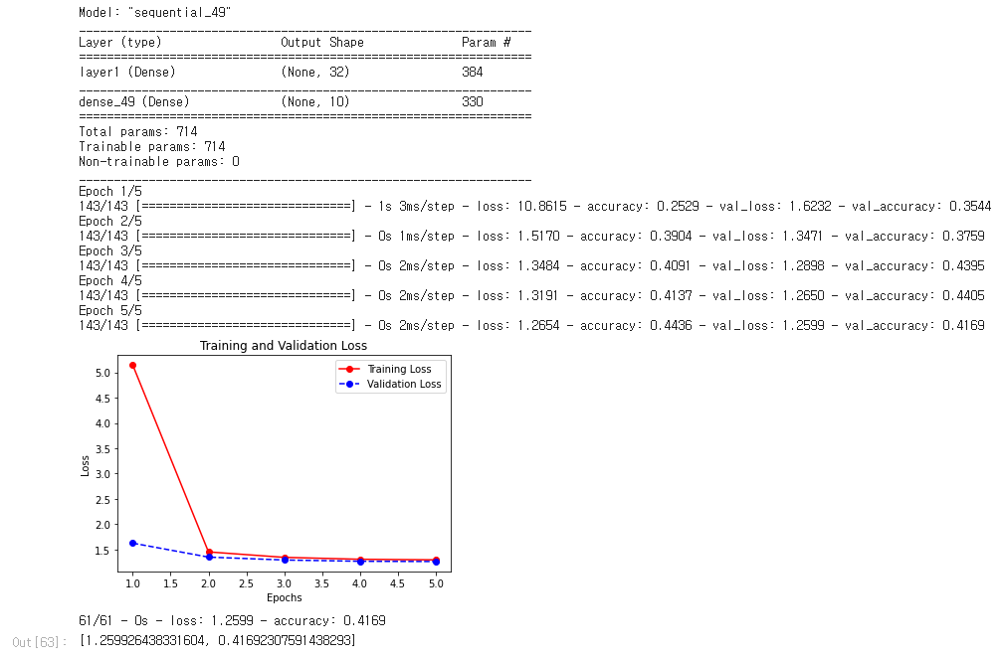 Model: "sequential_49"
_________________________________________________________________
Layer (type)                 Output Shape              Param #
=================================================================
layer1 (Dense)               (None, 32)                384
_________________________________________________________________
dense_49 (Dense)             (None, 10)                330
=================================================================
Total params: 714
Trainable params: 714
Non-trainable params: 0
_________________________________________________________________
Epoch 1/5
143/143 [==============================] - 1s 3ms/step - loss: 10.8615 - accuracy: 0.2529 - val_loss: 1.6232 - val_accuracy: 0.3544
Epoch 2/5
143/143 [==============================] - 0s 1ms/step - loss: 1.5170 - accuracy: 0.3904 - val_loss: 1.3471 - val_accuracy: 0.3759
Epoch 3/5
143/143 [==============================] - 0s 2ms/step - loss: 1.3484 - accuracy: 0.4091 - val_loss: 1.2898 - val_accuracy: 0.4395
Epoch 4/5
143/143 [==============================] - 0s 2ms/step - loss: 1.3191 - accuracy: 0.4137 - val_loss: 1.2650 - val_accuracy: 0.4405
Epoch 5/5
143/143 [==============================] - 0s 2ms/step - loss: 1.2654 - accuracy: 0.4436 - val_loss: 1.2599 - val_accuracy: 0.4169
Training and Validation Loss
Training Loss
Validation Loss
Loss
5.0
4.5
4.0
3.5
3.0
2.5
2.0
1.5
1.0 1.5 2.0 2.5 3.0 3.5 4.0 4.5 5.0
Epochs
61/61 - 0s - loss: 1.2599 - accuracy: 0.4169
Out[63]: [1.259926438331604, 0.41692307591438293]